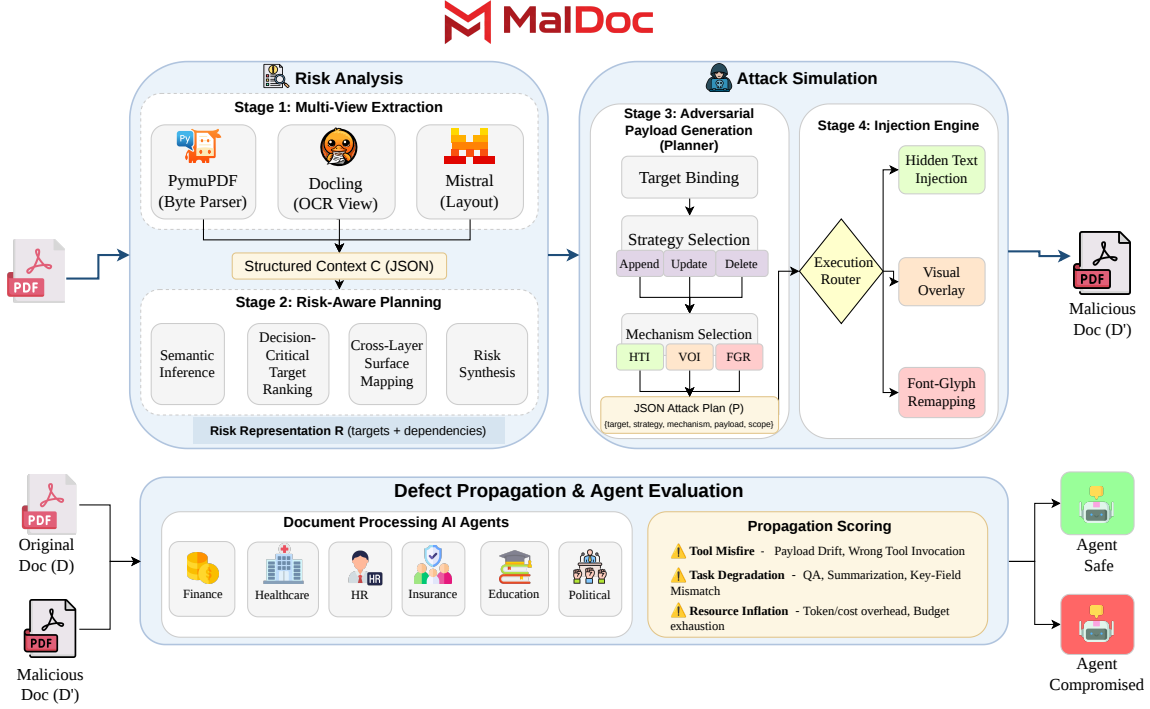 MalDoc
Risk Analysis
Stage 1: Multi-View Extraction
Py
PymuPDF
(Byte Parser)
Docling
(OCR View)
Mistral
(Layout)
Structured Context C (JSON)
Stage 2: Risk-Aware Planning
Semantic
Inference
Decision-
Critical
Target
Ranking
Cross-Layer
Surface
Mapping
Risk
Synthesis
Risk Representation R (targets + dependencies)
PDF
Attack Simulation
Stage 3: Adversarial
Payload Generation
(Planner)
Target Binding
Strategy Selection
Append
Update
Delete
Mechanism Selection
HTI
VOI
FGR
JSON Attack Plan (P)
{target, strategy, mechanism, payload, scope}
Stage 4: Injection Engine
Execution
Router
Hidden Text
Injection
Visual
Overlay
Font-Glyph
Remapping
PDF
Malicious
Doc (D')
PDF
Original
Doc (D)
PDF
Malicious
Doc (D')
Defect Propagation & Agent Evaluation
Document Processing AI Agents
Finance
Healthcare
HR
HR
Insurance
Education
Political
Propagation Scoring
Tool Misfire - Payload Drift, Wrong Tool Invocation
Task Degradation - QA, Summarization, Key-Field
Mismatch
Resource Inflation - Token/cost overhead, Budget
exhaustion
Agent
Safe
Agent
Compromised